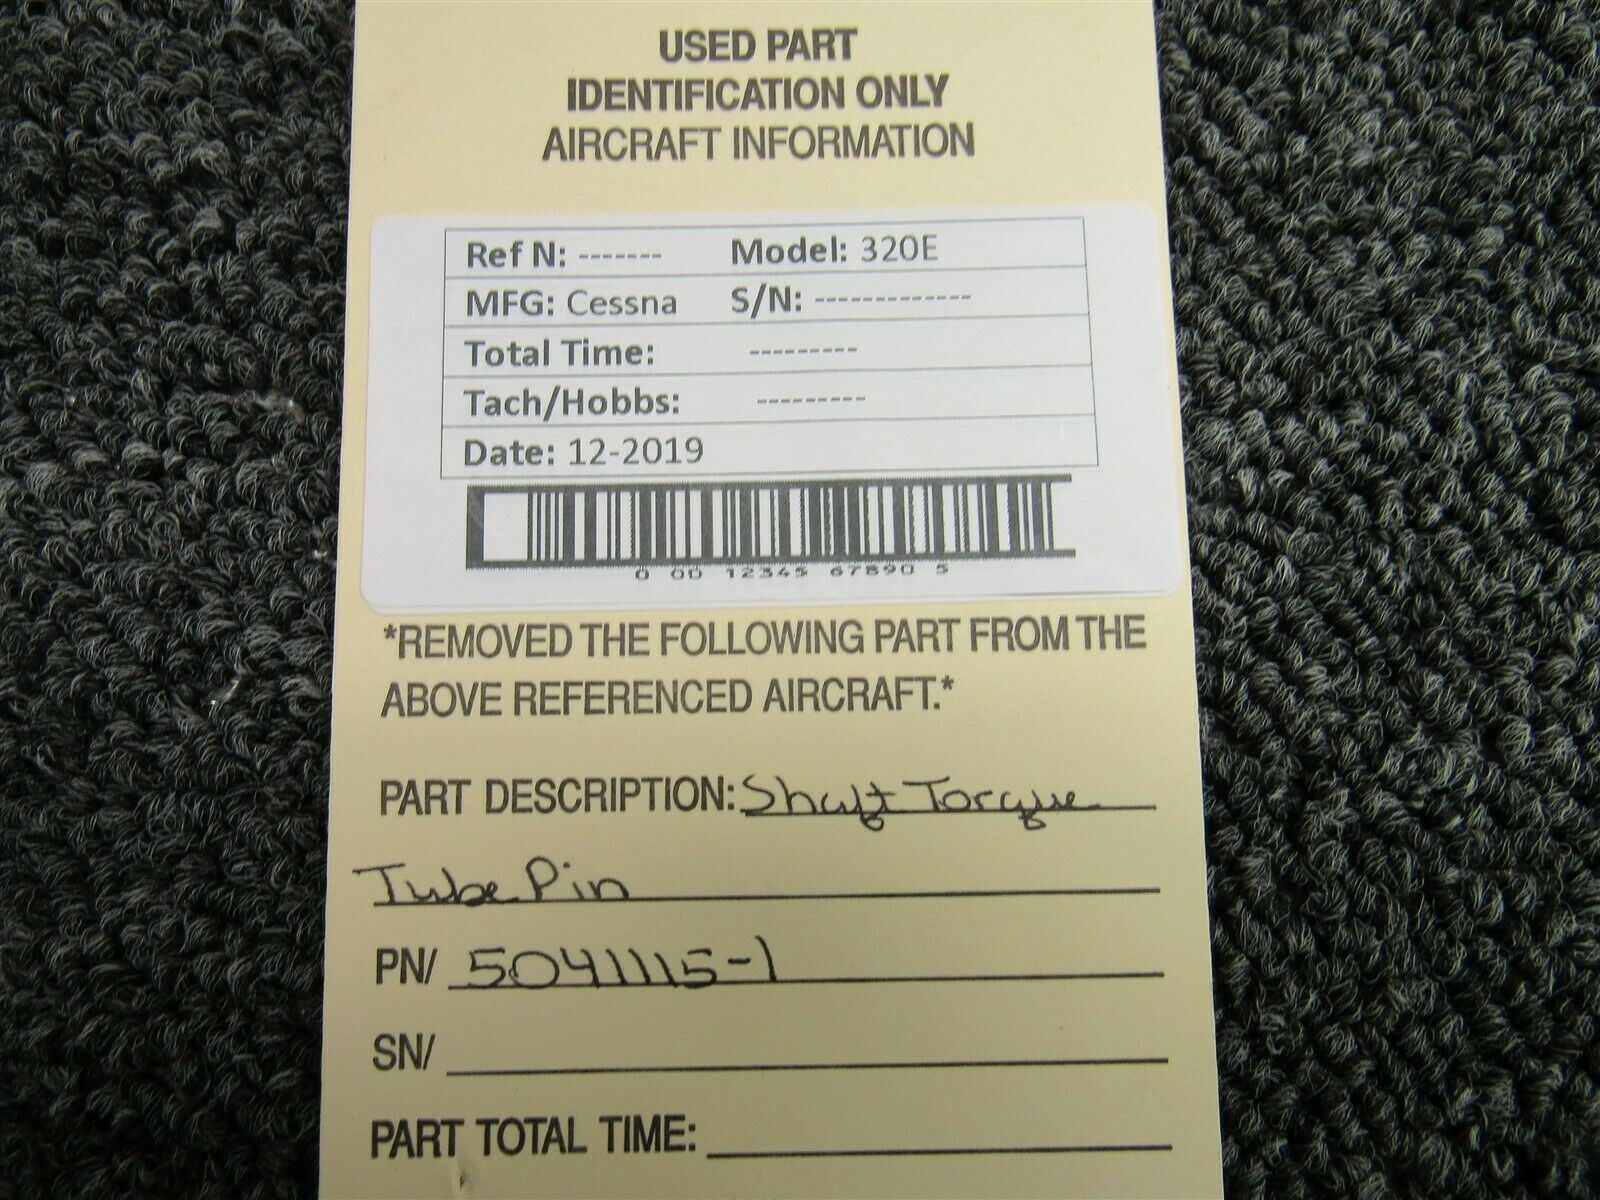 USED PART
IDENTIFICATION ONLY
AIRCRAFT INFORMATION
Ref N: ------- Model: 320E
MFG: Cessna S/N: -------------
Total Time: ---------
Tach/Hobbs: ---------
Date: 12-2019
0 00 12345 67890 5
*REMOVED THE FOLLOWING PART FROM THE
ABOVE REFERENCED AIRCRAFT.*
PART DESCRIPTION: Shaft Torque
Tube Pin
PN/ 5041115-1
SN/
PART TOTAL TIME: